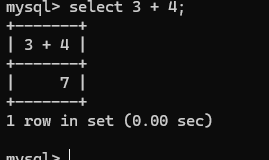 mysql> select 3 + 4;
+-------+
| 3 + 4 |
+-------+
|     7 |
+-------+
1 row in set (0.00 sec)
mysql>